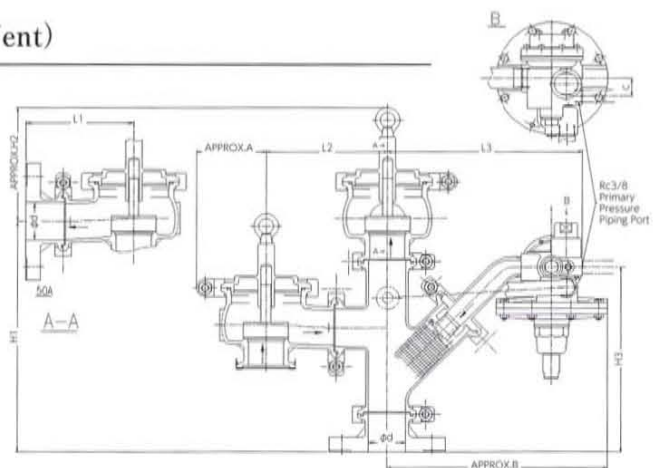 ent)
B
C
L1
APPROX.H2
APPROX.A
L2
A
L3
Rc3/8
Primary
Pressure
Piping Port
B
φd
A
50A
A-A
H1
H3
φd
APPROX.B